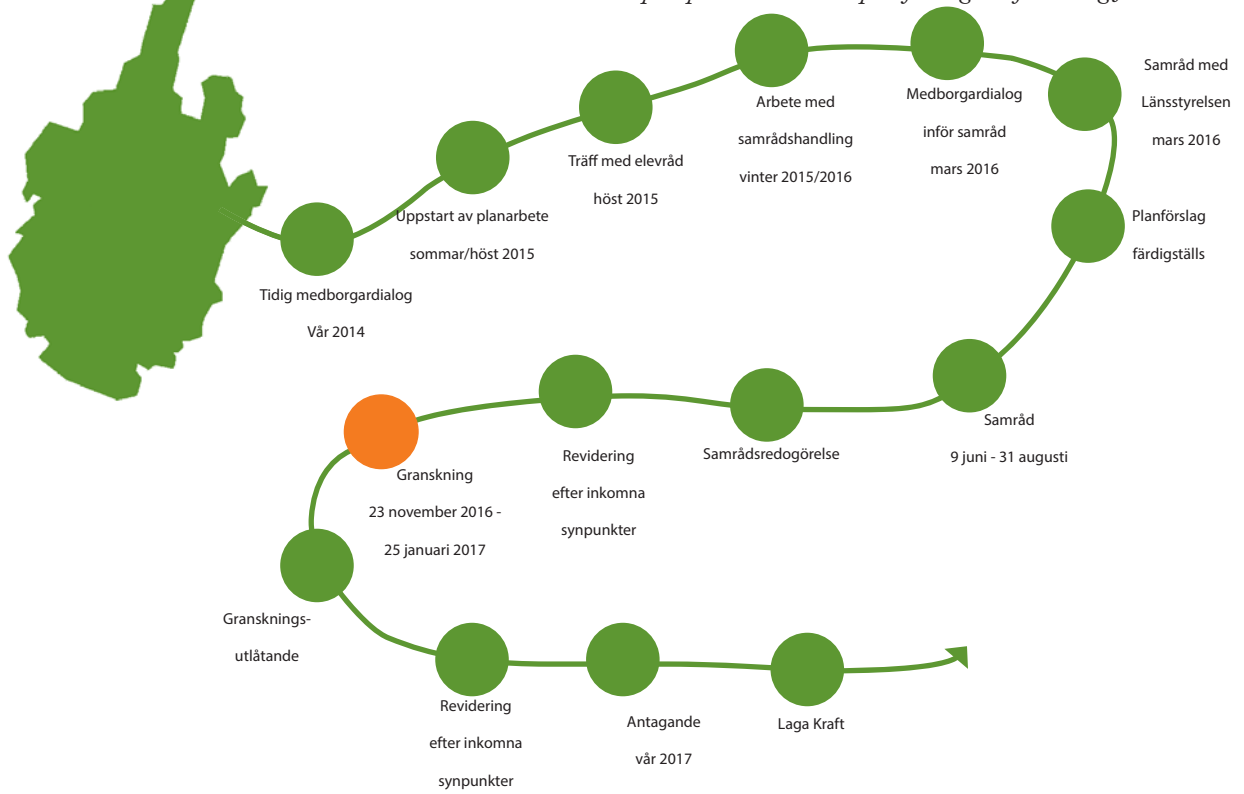 Tidig medborgardialog
Vår 2014
Uppstart av planarbete
sommar/höst 2015
Träff med elevråd
höst 2015
Arbete med
samrådshandling
vinter 2015/2016
Medborgardialog
inför samråd
mars 2016
Samråd med
Länsstyrelsen
mars 2016
Planförslag
färdigställs
Samråd
9 juni - 31 augusti
Samrådsredogörelse
Revidering
efter inkomna
synpunkter
Granskning
23 november 2016 -
25 januari 2017
Gransknings-
utlåtande
Revidering
efter inkomna
synpunkter
Antagande
vår 2017
Laga Kraft